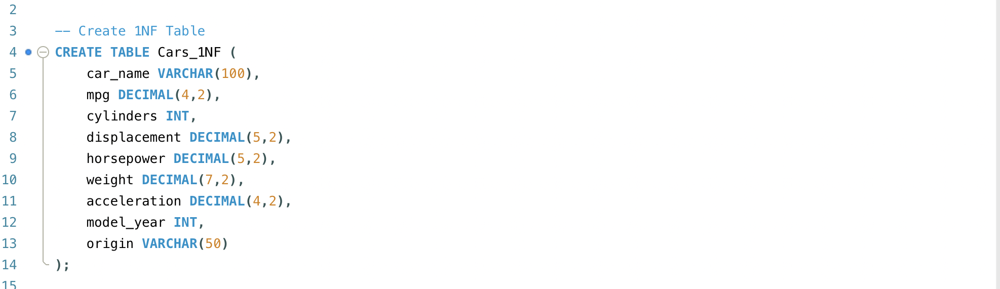 2
3 -- Create 1NF Table
4 CREATE TABLE Cars_1NF (
5 car_name VARCHAR(100),
6 mpg DECIMAL(4,2),
7 cylinders INT,
8 displacement DECIMAL(5,2),
9 horsepower DECIMAL(5,2),
10 weight DECIMAL(7,2),
11 acceleration DECIMAL(4,2),
12 model_year INT,
13 origin VARCHAR(50)
14 );
15